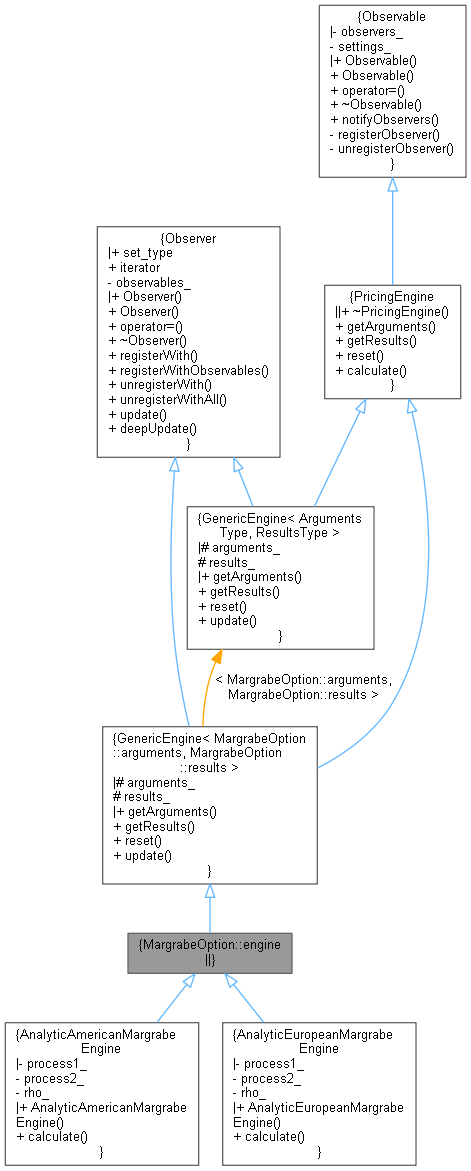 {Observable
|- observers_
- settings_
|+ Observable()
+ Observable()
+ operator=()
+ ~Observable()
+ notifyObservers()
- registerObserver()
- unregisterObserver()
}
{Observer
|+ set_type
+ iterator
- observables_
|+ Observer()
+ Observer()
+ operator=()
+ ~Observer()
+ registerWith()
+ registerWithObservables()
+ unregisterWith()
+ unregisterWithAll()
+ update()
+ deepUpdate()
}
{PricingEngine
||+ ~PricingEngine()
+ getArguments()
+ getResults()
+ reset()
+ calculate()
}
{GenericEngine< Arguments
Type, ResultsType >
|# arguments_
# results_
|+ getArguments()
+ getResults()
+ reset()
+ update()
}
< MargrabeOption::arguments,
MargrabeOption::results >
{GenericEngine< MargrabeOption
::arguments, MargrabeOption
::results >
|# arguments_
# results_
|+ getArguments()
+ getResults()
+ reset()
+ update()
}
{MargrabeOption::engine
||}
{AnalyticAmericanMargrabe
Engine
|- process1_
- process2_
- rho_
|+ AnalyticAmericanMargrabe
Engine()
+ calculate()
}
{AnalyticEuropeanMargrabe
Engine
|- process1_
- process2_
- rho_
|+ AnalyticEuropeanMargrabe
Engine()
+ calculate()
}